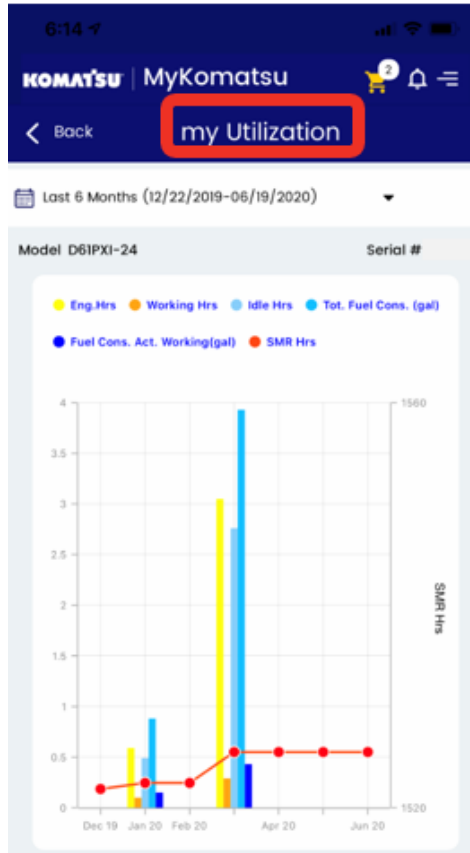 6:14
KOMATSU | MyKomatsu 2
Back my Utilization
Last 6 Months (12/22/2019-06/19/2020)
Model D61PXI-24 Serial #
Eng.Hrs Working Hrs Idle Hrs Tot. Fuel Cons. (gal)
Fuel Cons. Act. Working(gal) SMR Hrs
4 1560
3.5
3
2.5
2
SMR Hrs
1.5
1
0.5
0 1520
Dec 19 Jan 20 Feb 20 Apr 20 Jun 20